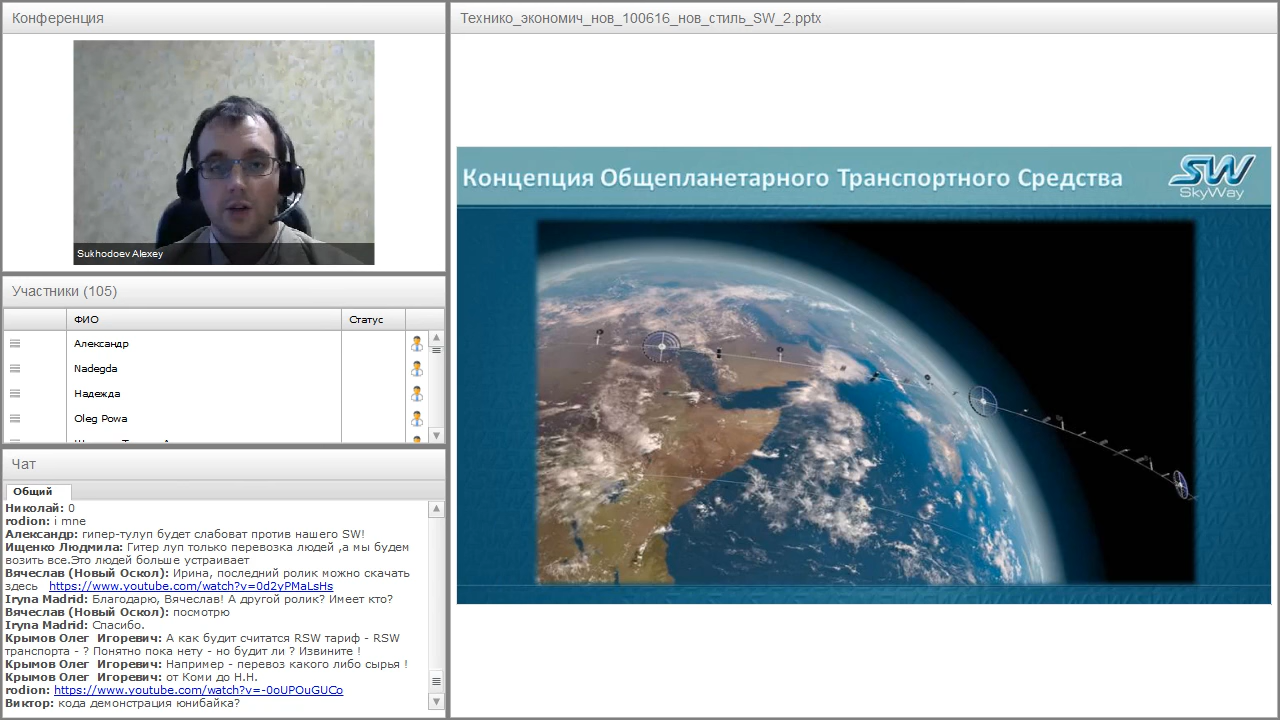 Конференция
Sukhodoev Alexey
Участники (105)
ФИО
Статус
Александр
Nadegda
Надежда
Oleg Powa
Чат
Общий
Николай: 0
rodion: i mne
Александр: гипер-тулуп будет слабоват против нашего SW!
Ищенко Людмила: Гитер луп только перевозка людей ,а мы будем
возить все.Это людей больше устраивает
Вячеслав (Новый Оскол): Ирина, последний ролик можно скачать
здесь https://www.youtube.com/watch?v=0d2yPMaLsHs
Iryna Madrid: Благодарю, Вячеслав! А другой ролик? Имеет кто?
Вячеслав (Новый Оскол): посмотрю
Iryna Madrid: Спасибо.
Крымов Олег Игоревич: А как будит считатся RSW тариф - RSW
транспорта - ? Понятно пока нету - но будит ли ? Извините !
Крымов Олег Игоревич: Например - перевоз какого либо сырья !
Крымов Олег Игоревич: от Коми до Н.Н.
rodion: https://www.youtube.com/watch?v=-0oUPOuGUCo
Виктор: кода демонстрация юнибайка?
Технико_экономич_нов_100616_нов_стиль_SW_2.pptx
Концепция Общепланетарного Транспортного Средства
SW
SkyWay